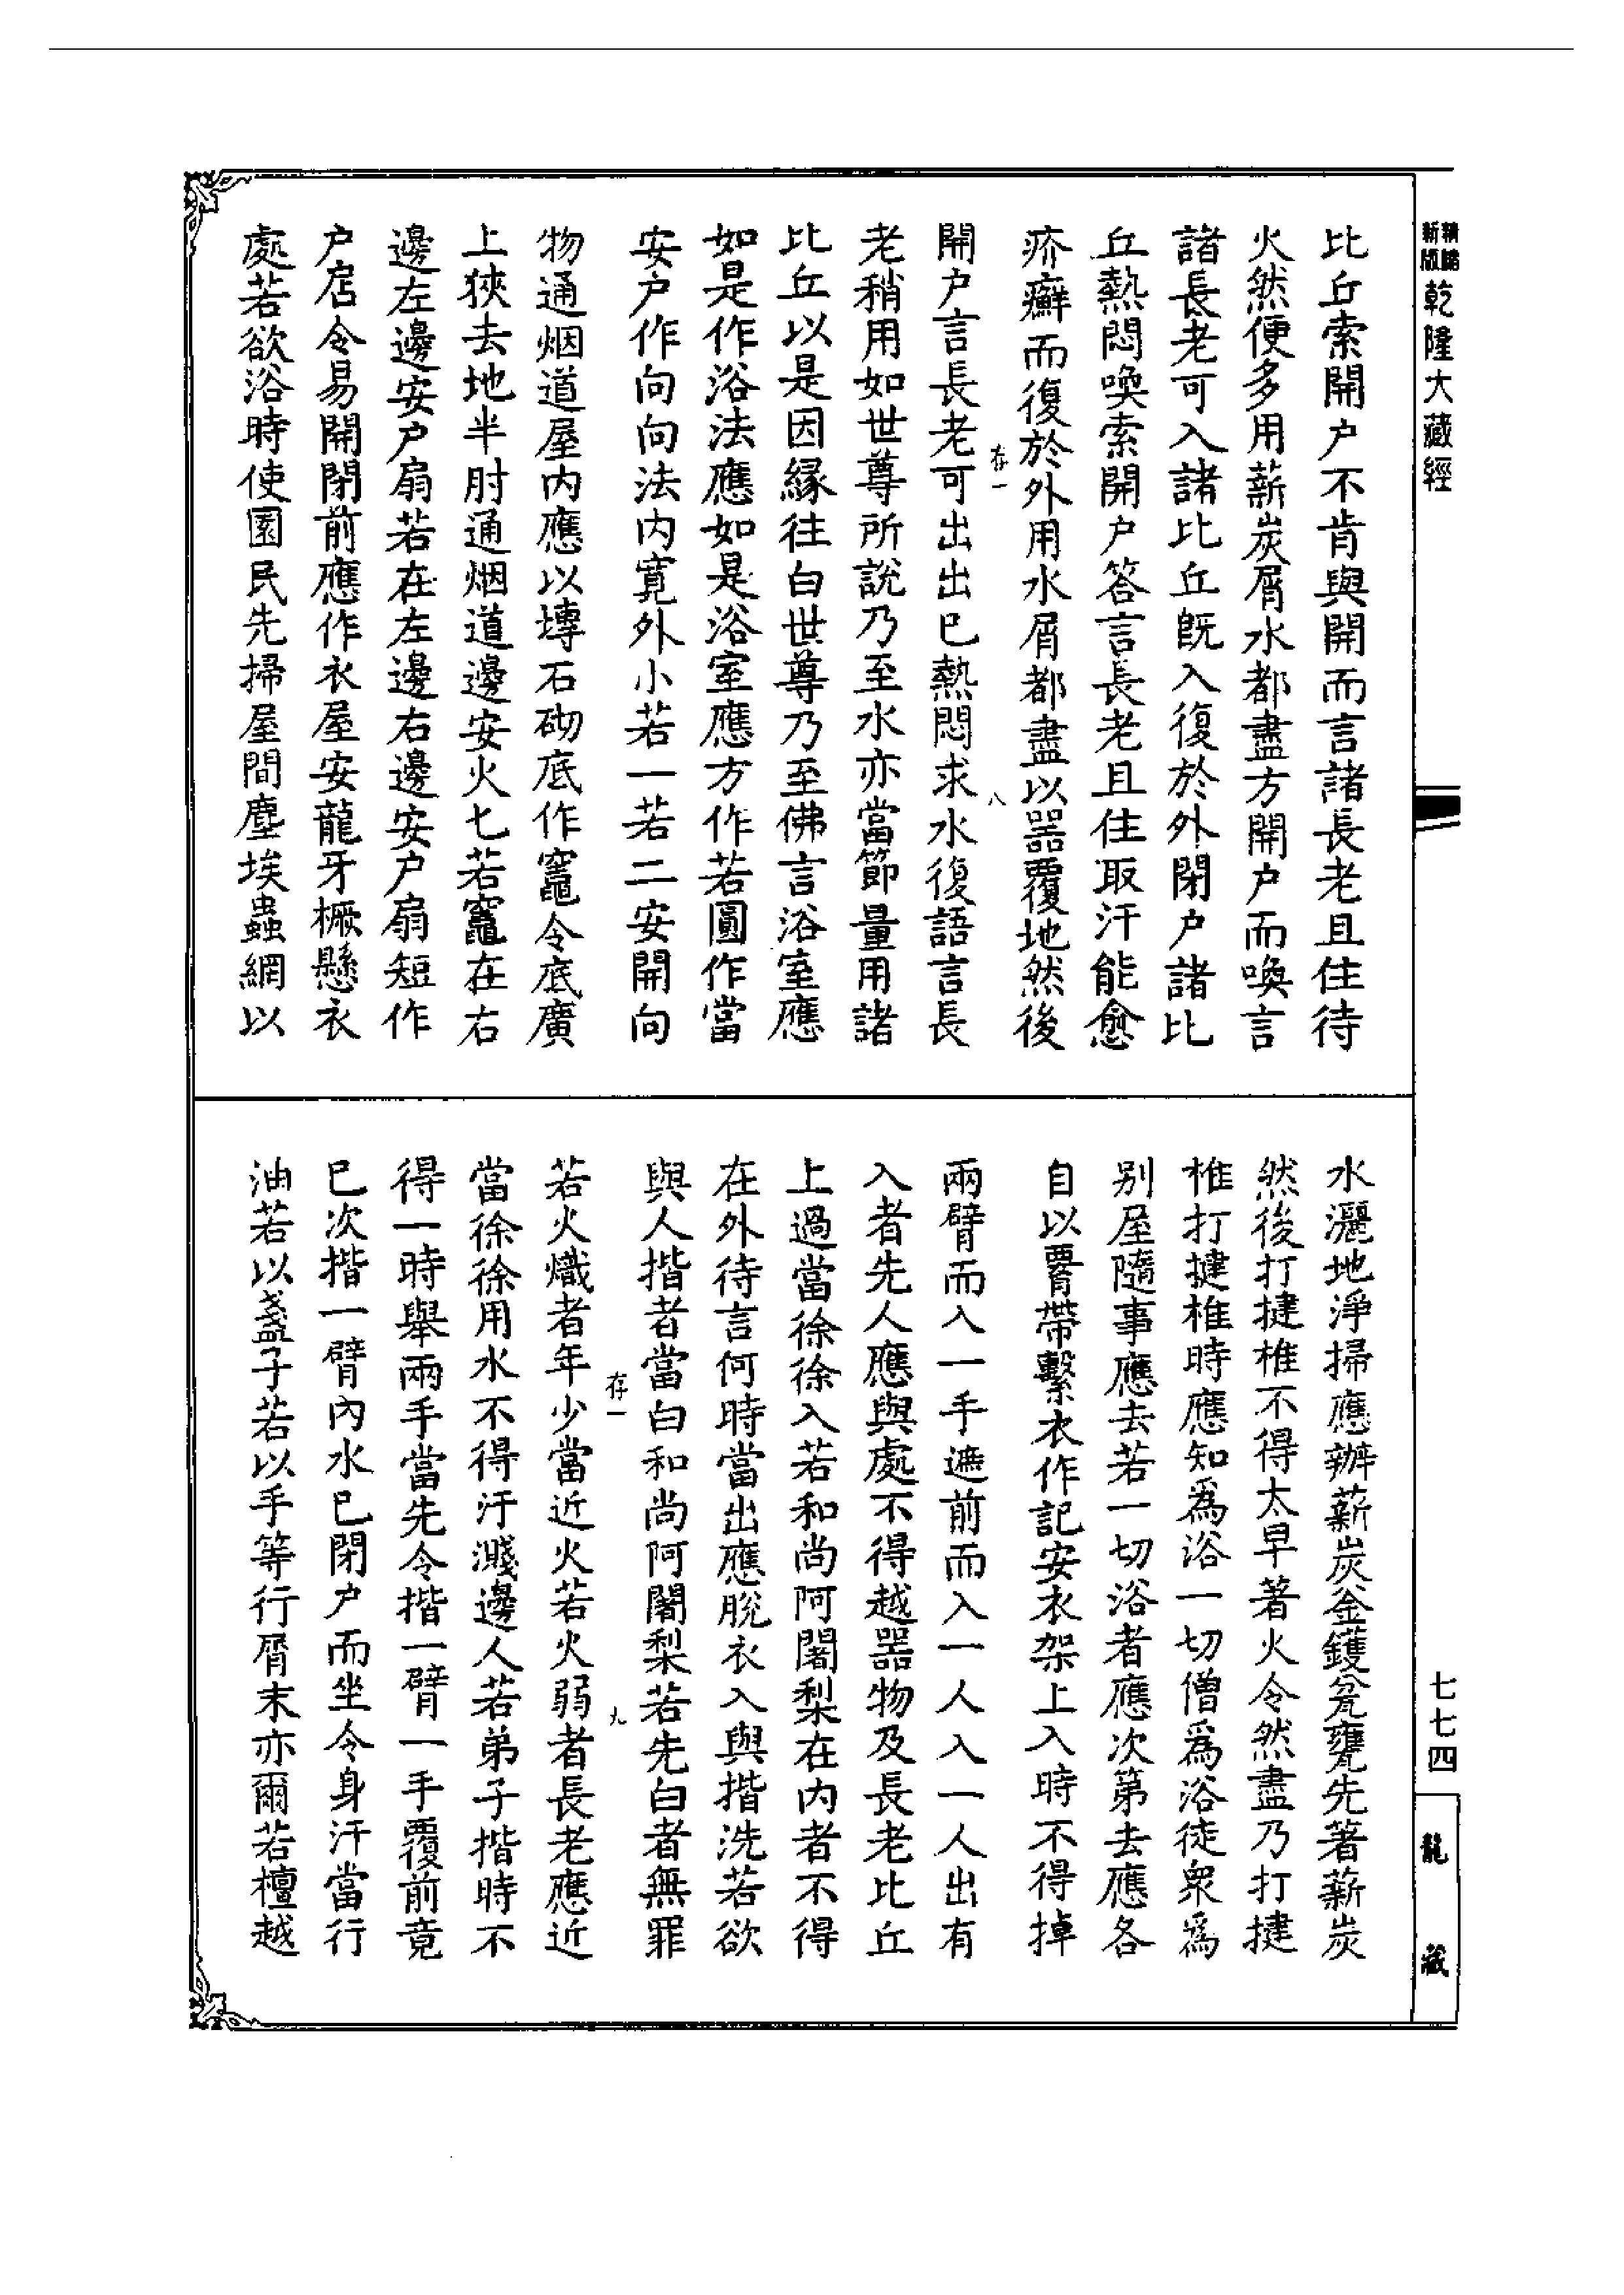 新版
精縮
乾隆大藏經
比丘索開户不肯與開而言諸長老且住待
火然便多用薪炭屑水都盡方開户而喚言
諸長老可入諸比丘既入復於外閉户諸比
丘熱悶喚索開户答言長老且住取汗能愈
疥癬而復於外用水屑都盡以器覆地然後
存一
八
開户言長老可出出已熱悶求水復語言長
老稍用如世尊所說乃至水亦當節量用諸
比丘以是因緣往白世尊乃至佛言浴室應
如是作浴法應如是浴室應方作若圓作當
安户作向向法内寬外小若一若二安開向
物通烟道屋内應以塼石砌底作竈令底廣
上狹去地半肘通烟道邊安火七若竈在右
邊左邊安户扇若在左邊右邊安户扇短作
户扂令易開閉前應作衣屋安龍牙橛懸衣
處若欲浴時使園民先掃屋間塵埃蟲網以
水灑地淨掃應辦薪炭釜鑊瓮甕先著薪炭
然後打揵椎不得太早著火令然盡乃打揵
椎打揵椎時應知爲浴一切僧爲浴徒衆爲
别屋隨事應去若一切浴者應次第去應各
自以䙅帶繫衣作記安衣架上入時不得掉
兩臂而入一手遮前而入一人入一人出有
入者先人應與處不得越器物及長老比丘
上過當徐徐入若和尚阿闍梨在内者不得
在外待言何時當出應脫衣入與揩洗若欲
與人揩者當白和尚阿闍梨若先白者無罪
存一
九
若火熾者年少當近火若火弱者長老應近
當徐徐用水不得汙濺邊人若弟子揩時不
得一時舉兩手當先令揩一臂一手覆前竟
已次揩一臂内水已閉户而坐令身汗當行
油若以盞子若以手等行屑末亦爾若檀越
七七四
龍藏